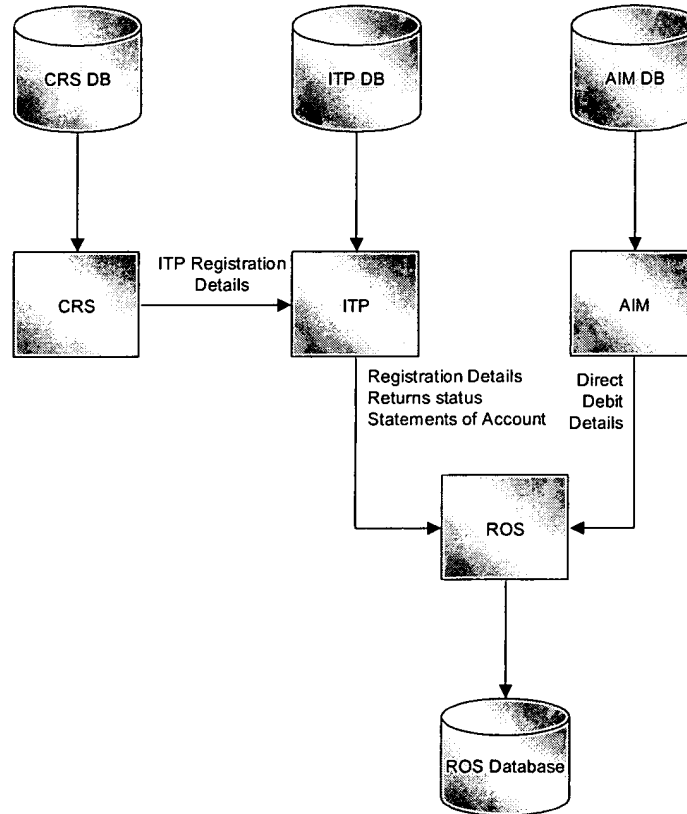 CRS DB
ITP DB
AIM DB
CRS
ITP Registration
Details
ITP
AIM
Registration Details
Returns status
Statements of Account
Direct
Debit
Details
ROS
ROS Database